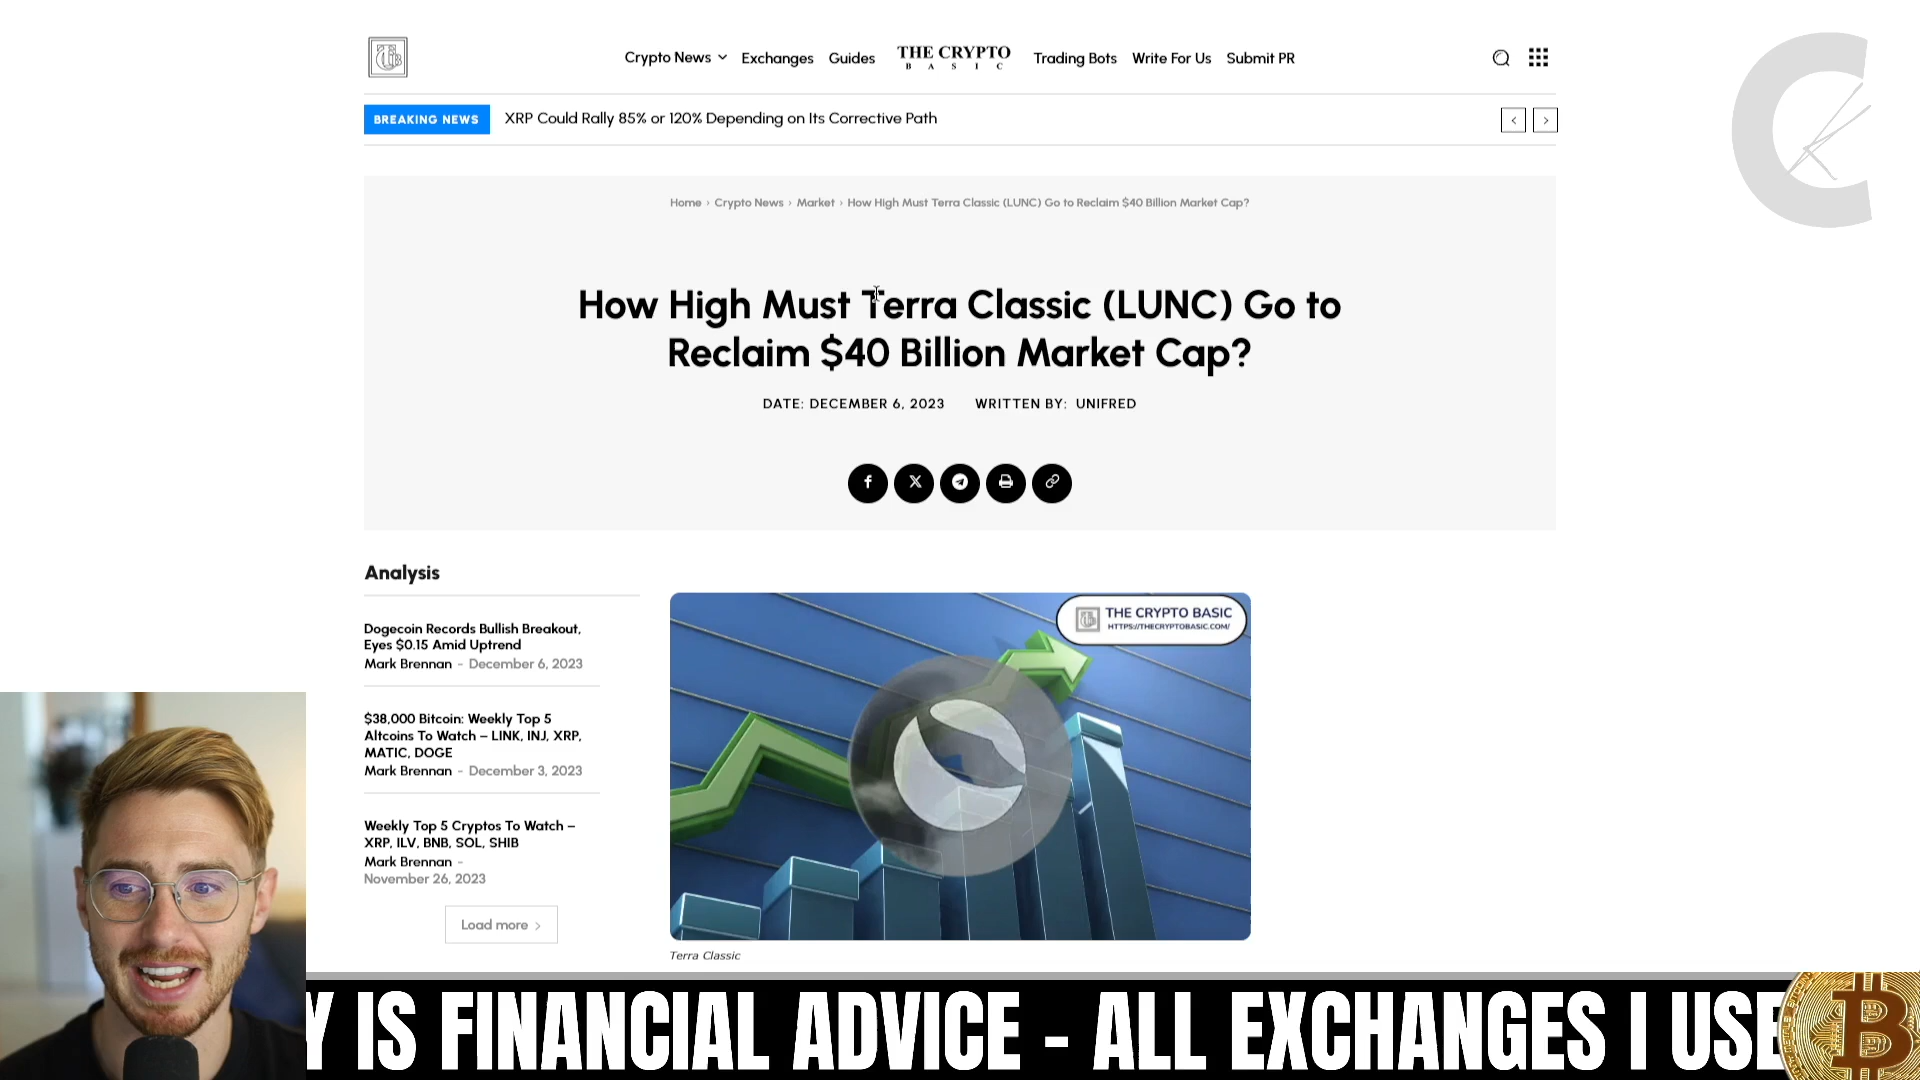 Crypto News Exchanges Guides THE CRYPTO BASIC Trading Bots Write For Us Submit PR
BREAKING NEWS XRP Could Rally 85% or 120% Depending on Its Corrective Path
Home › Crypto News › Market › How High Must Terra Classic (LUNC) Go to Reclaim $40 Billion Market Cap?
How High Must Terra Classic (LUNC) Go to
Reclaim $40 Billion Market Cap?
DATE: DECEMBER 6, 2023 WRITTEN BY: UNIFRED
Analysis
Dogecoin Records Bullish Breakout,
Eyes $0.15 Amid Uptrend
Mark Brennan - December 6, 2023
$38,000 Bitcoin: Weekly Top 5
Altcoins To Watch – LINK, INJ, XRP,
MATIC, DOGE
Mark Brennan - December 3, 2023
Weekly Top 5 Cryptos To Watch –
XRP, ILV, BNB, SOL, SHIB
Mark Brennan -
November 26, 2023
Load more
THE CRYPTO BASIC
HTTPS://THECRYPTOBASIC.COM/
Terra Classic
Y IS FINANCIAL ADVICE - ALL EXCHANGES I USE